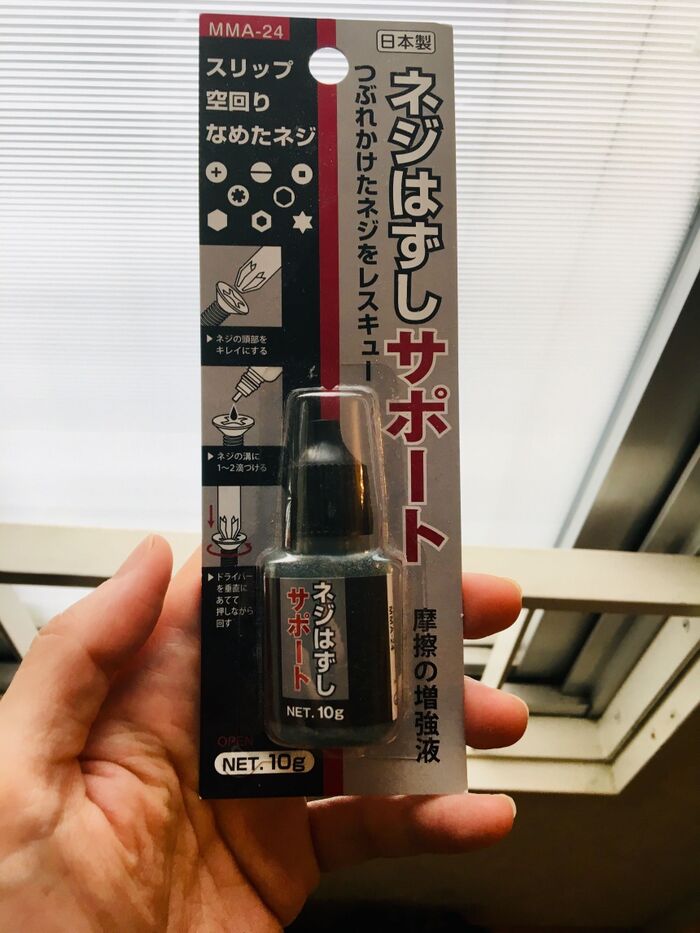 MMA-24
日本製
スリップ
空回り
なめたネジ
ネジはずしサポート
つぶれかけたネジをレスキュー
▶ネジの頭部を
キレイにする
▶ネジの溝に
1〜2滴つける
▶ドライバー
を垂直に
あてて
押しながら
回す
ネジはずし
サポート
NET. 10g
摩擦の増強液
OPEN
NET. 10g